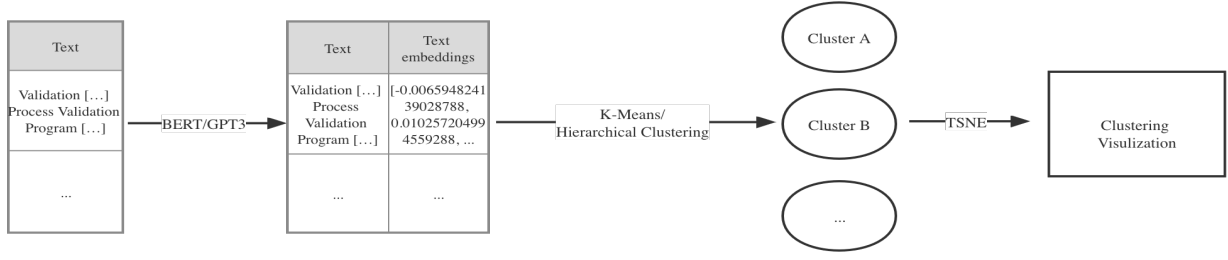 Text
Validation […]
Process Validation
Program […]
...
BERT/GPT3
Text
Text
embeddings
Validation […]
Process
Validation
Program […]
[-0.0065948241
39028788,
0.01025720499
4559288, ...
...
...
K-Means/
Hierarchical Clustering
Cluster A
Cluster B
...
TSNE
Clustering
Visulization